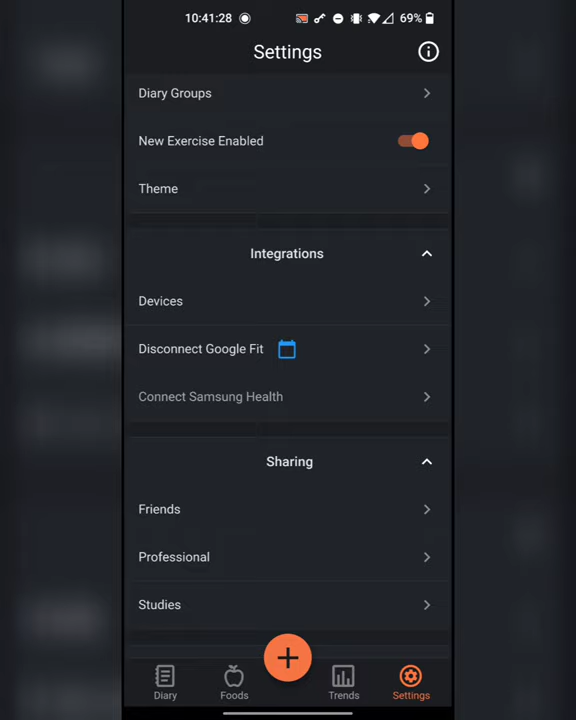 10:41:28
69%
Settings
Diary Groups
New Exercise Enabled
Theme
Integrations
Devices
Disconnect Google Fit
Connect Samsung Health
Sharing
Friends
Professional
Studies
Diary
Foods
Trends
Settings